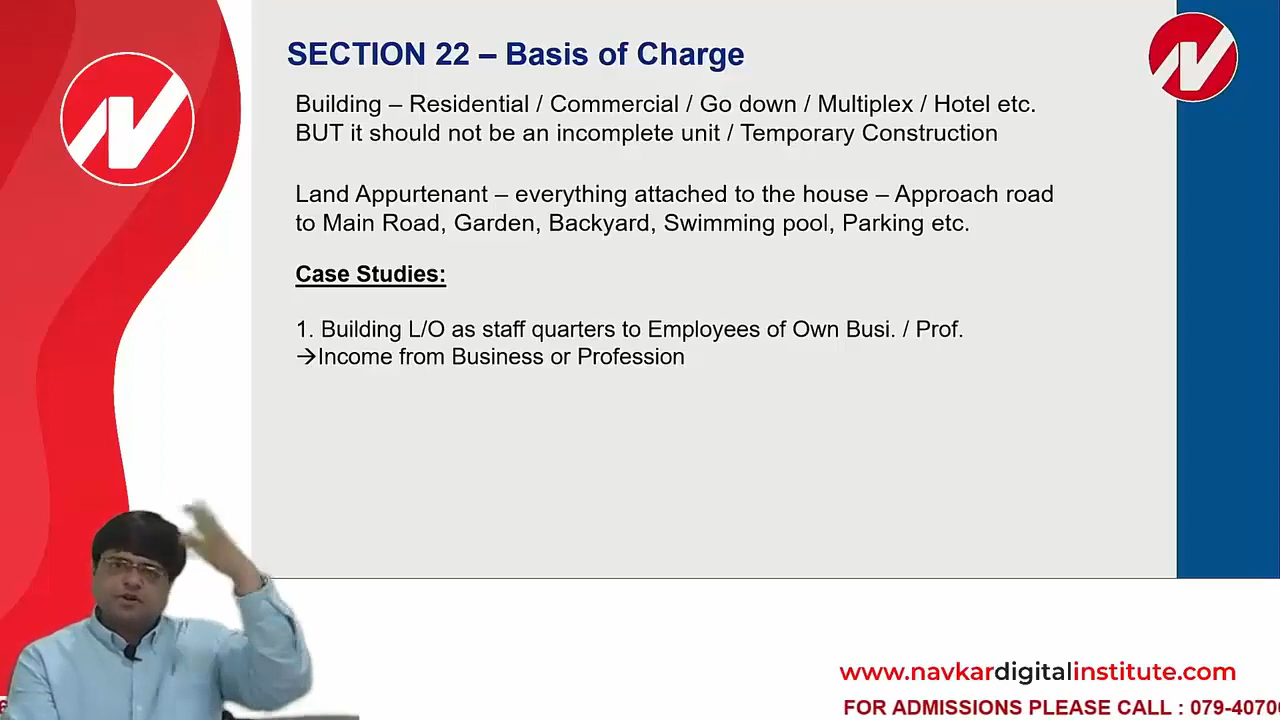 SECTION 22 – Basis of Charge
Building – Residential / Commercial / Go down / Multiplex / Hotel etc.
BUT it should not be an incomplete unit / Temporary Construction
Land Appurtenant – everything attached to the house – Approach road
to Main Road, Garden, Backyard, Swimming pool, Parking etc.
Case Studies:
1. Building L/O as staff quarters to Employees of Own Busi. / Prof.
→Income from Business or Profession
www.navkardigitalinstitute.com
FOR ADMISSIONS PLEASE CALL : 079-4070